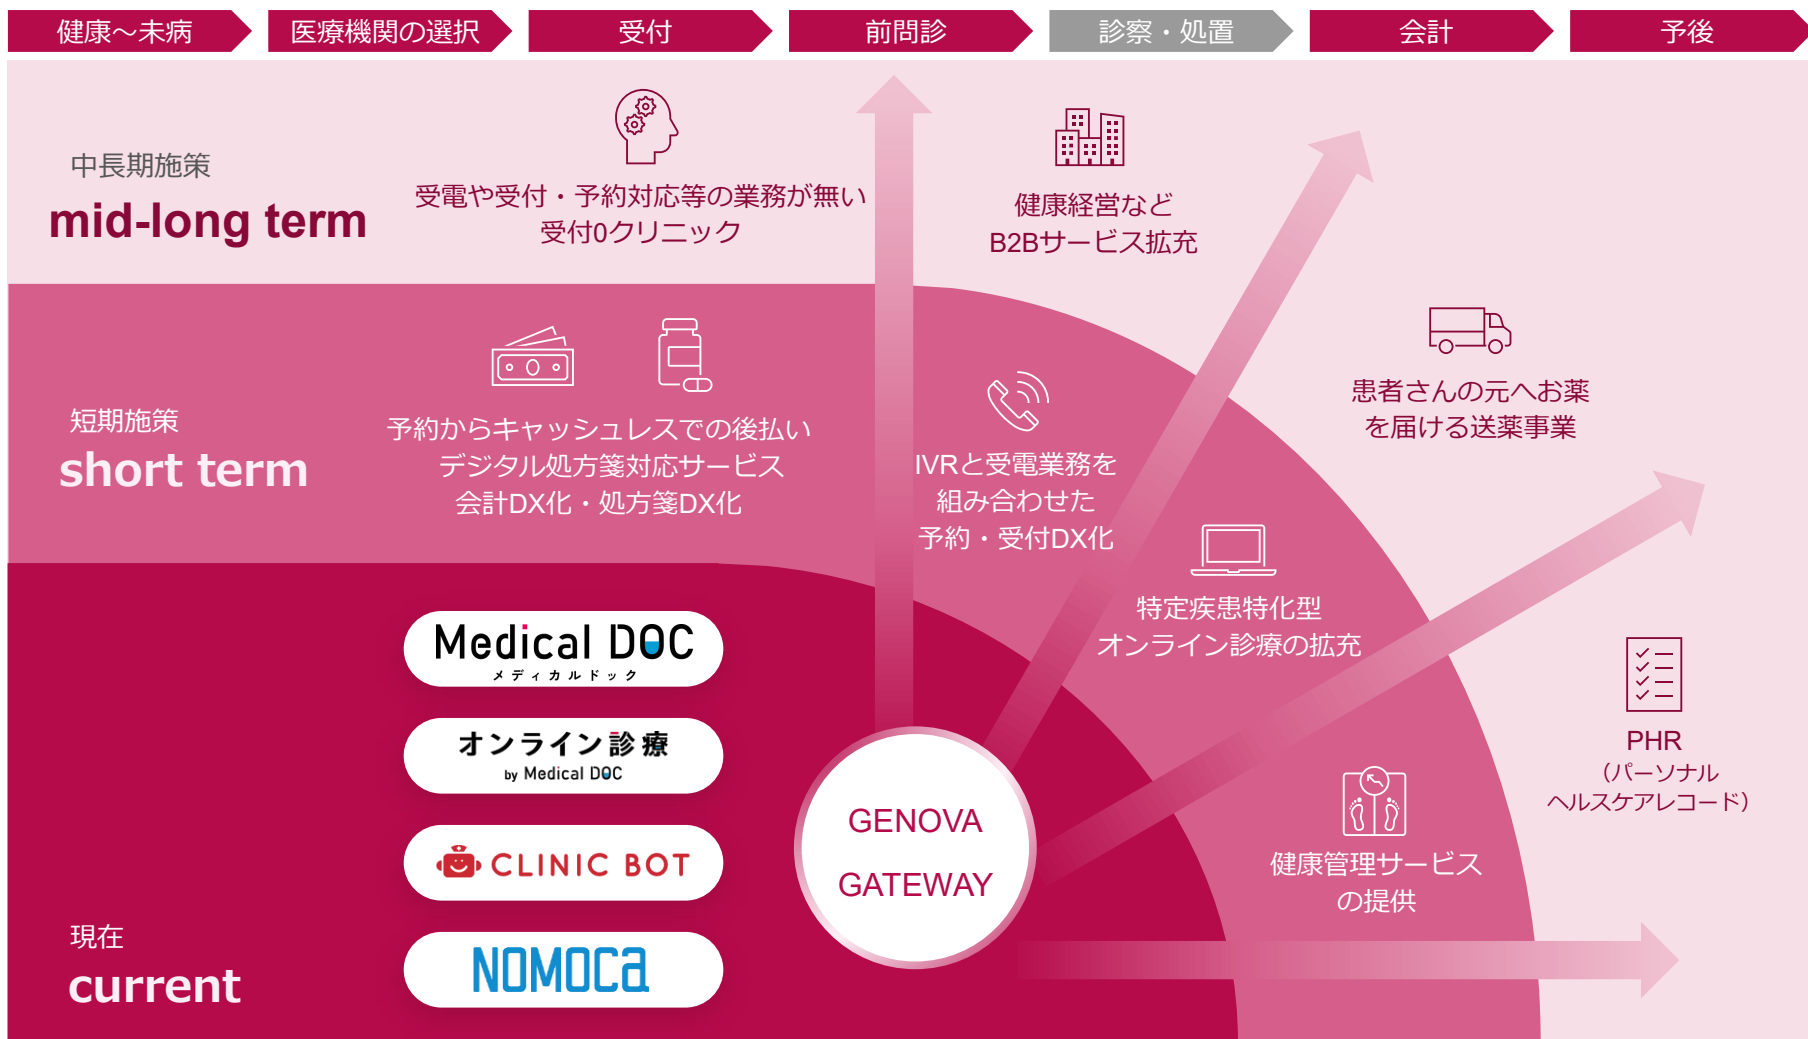 健康～未病
医療機関の選択
受付
前問診
診察・処置
会計
予後
中長期施策
mid-long term
受電や受付・予約対応等の業務が無い
受付0クリニック
健康経営など
B2Bサービス拡充
患者さんの元へお薬
を届ける送薬事業
PHR
（パーソナル
ヘルスケアレコード）
短期施策
short term
予約からキャッシュレスでの後払い
デジタル処方箋対応サービス
会計DX化・処方箋DX化
IVRと受電業務を
組み合わせた
予約・受付DX化
特定疾患特化型
オンライン診療の拡充
健康管理サービス
の提供
現在
current
Medical DOC
メディカルドック
オンライン診療
by Medical DOC
CLINIC BOT
NOMOCa
GENOVA
GATEWAY